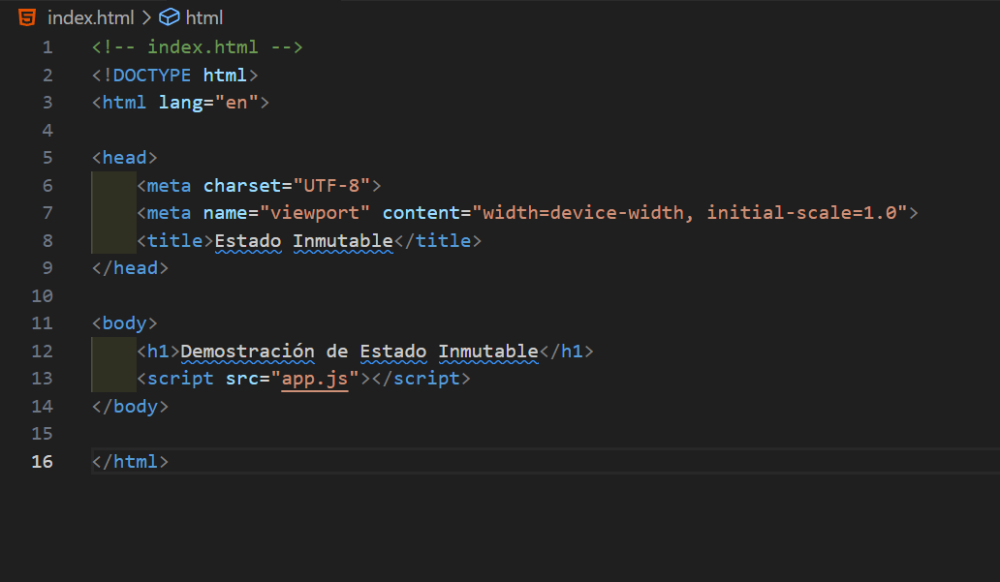 index.html > html
1 <!-- index.html -->
2 <!DOCTYPE html>
3 <html lang="en">
4
5 <head>
6     <meta charset="UTF-8">
7     <meta name="viewport" content="width=device-width, initial-scale=1.0">
8     <title>Estado Inmutable</title>
9 </head>
10
11 <body>
12     <h1>Demostración de Estado Inmutable</h1>
13     <script src="app.js"></script>
14 </body>
15
16 </html>